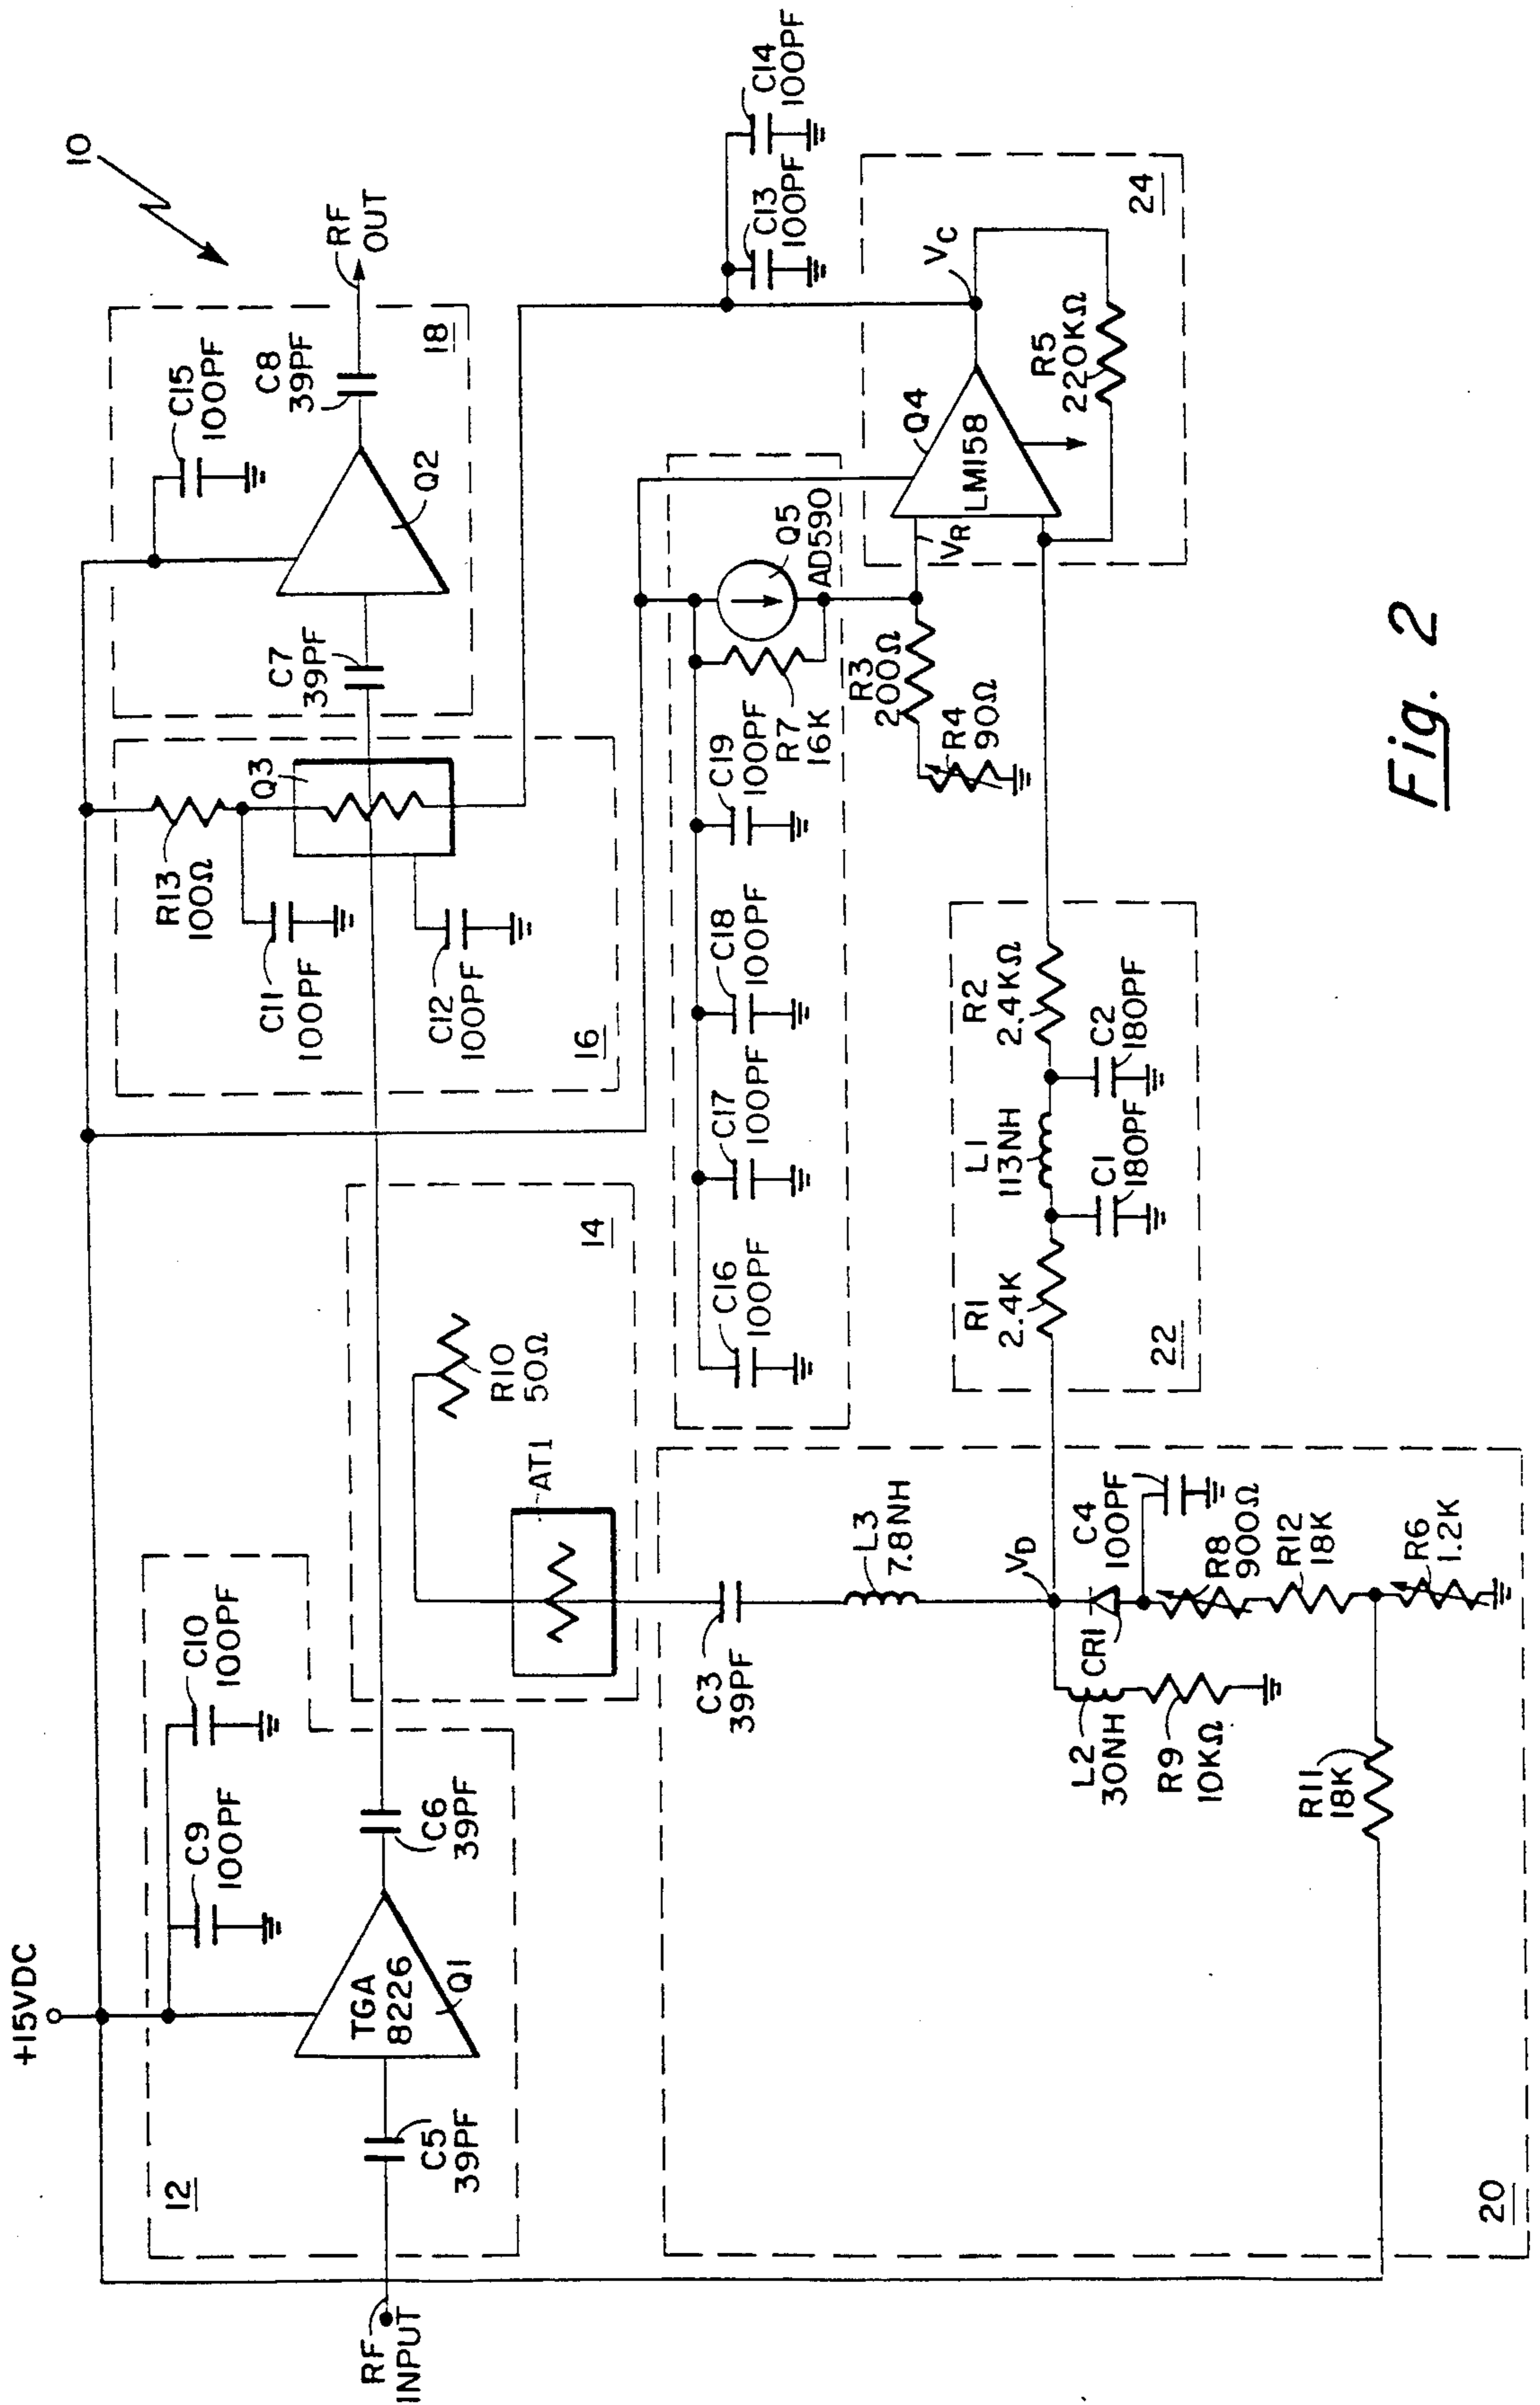 +15VDC
RF
INPUT
12
C5
39PF
TGA
8226
Q1
C9
100PF
C10
100PF
C6
39PF
14
AT1
R10
50Ω
16
R13
100Ω
C11
100PF
C12
100PF
Q3
18
C7
39PF
Q2
C15
100PF
C8
39PF
RF
OUT
10
C16
100PF
C17
100PF
C18
100PF
C19
100PF
R7
16K
Q5
AD590
C13
100PF
C14
100PF
20
C3
39PF
L3
7.8NH
VD
L2
30NH
CR1
C4
100PF
R9
10KΩ
R8
900Ω
R12
18K
R11
18K
R6
1.2K
22
R1
2.4K
L1
113NH
C1
180PF
C2
180PF
R2
2.4KΩ
R3
200Ω
R4
90Ω
VR
Q4
LM158
VC
R5
220KΩ
24
Fig. 2